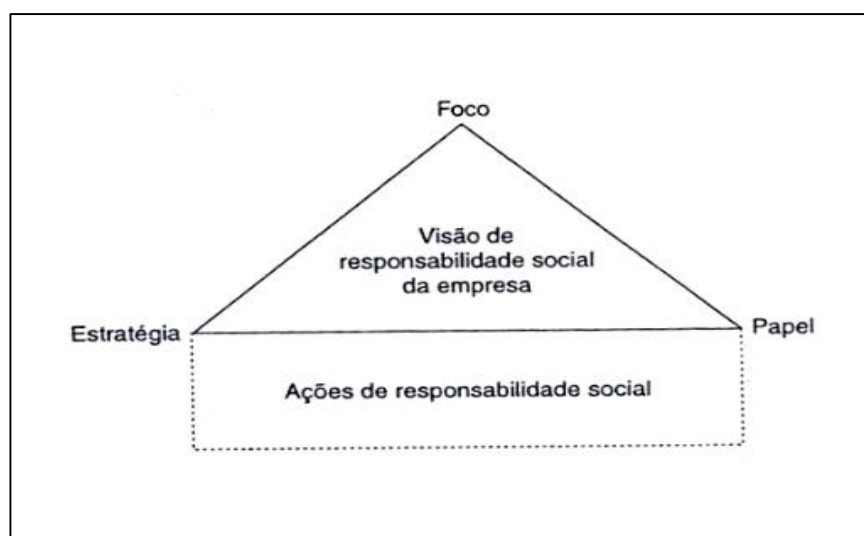 Foco
Visão de
responsabilidade social
da empresa
Estratégia
Papel
Ações de responsabilidade social